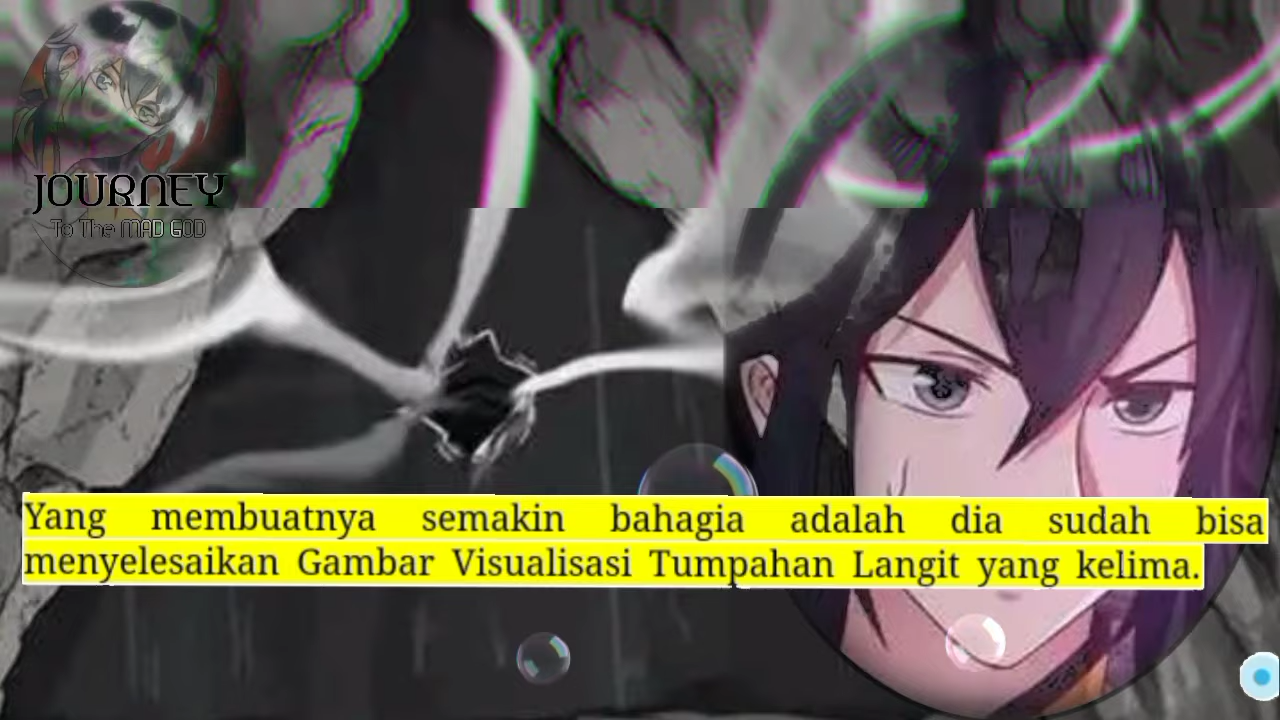 JOURNEY
To The MAD GOD
Yang membuatnya semakin bahagia adalah dia sudah bisa
menyelesaikan Gambar Visualisasi Tumpahan Langit yang kelima.